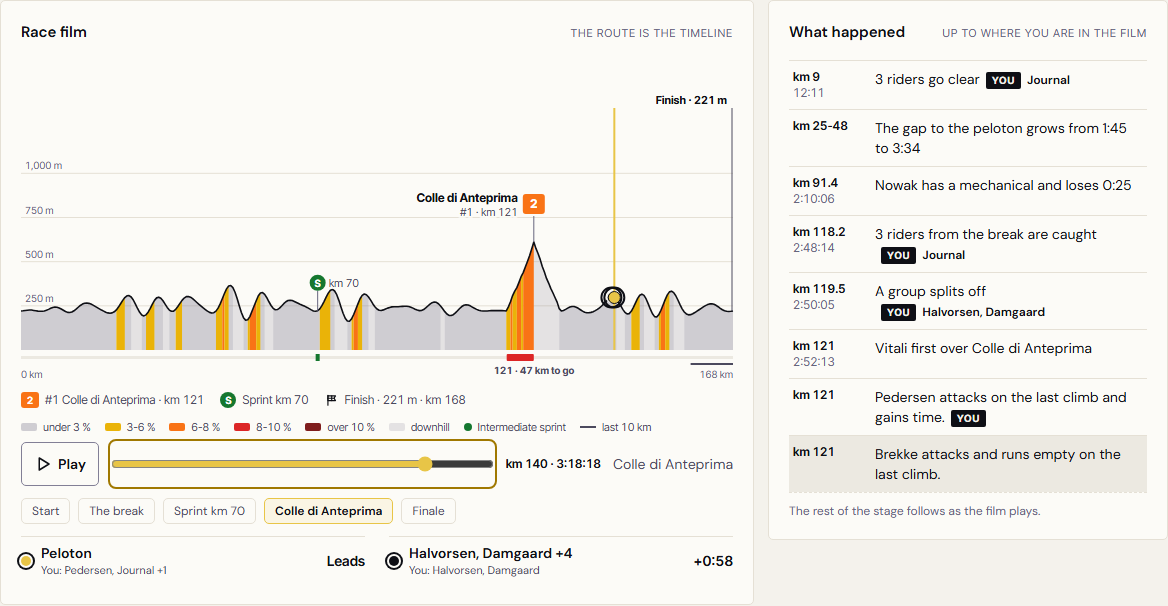 Race film
THE ROUTE IS THE TIMELINE
Finish · 221 m
1,000 m
750 m
500 m
250 m
Colle di Anteprima
#1 · km 121
2
S km 70
121 · 47 km to go
0 km
168 km
2 #1 Colle di Anteprima · km 121
S Sprint km 70
Finish · 221 m · km 168
under 3 %
3-6 %
6-8 %
8-10 %
over 10 %
downhill
Intermediate sprint
last 10 km
Play
km 140 · 3:18:18
Colle di Anteprima
Start
The break
Sprint km 70
Colle di Anteprima
Finale
Peloton
You: Pedersen, Journal +1
Leads
Halvorsen, Damgaard +4
You: Halvorsen, Damgaard
+0:58
What happened
UP TO WHERE YOU ARE IN THE FILM
km 9
12:11
3 riders go clear YOU Journal
km 25-48
The gap to the peloton grows from 1:45
to 3:34
km 91.4
2:10:06
Nowak has a mechanical and loses 0:25
km 118.2
2:48:14
3 riders from the break are caught
YOU Journal
km 119.5
2:50:05
A group splits off
YOU Halvorsen, Damgaard
km 121
2:52:13
Vitali first over Colle di Anteprima
km 121
Pedersen attacks on the last climb and
gains time. YOU
km 121
Brekke attacks and runs empty on the
last climb.
The rest of the stage follows as the film plays.